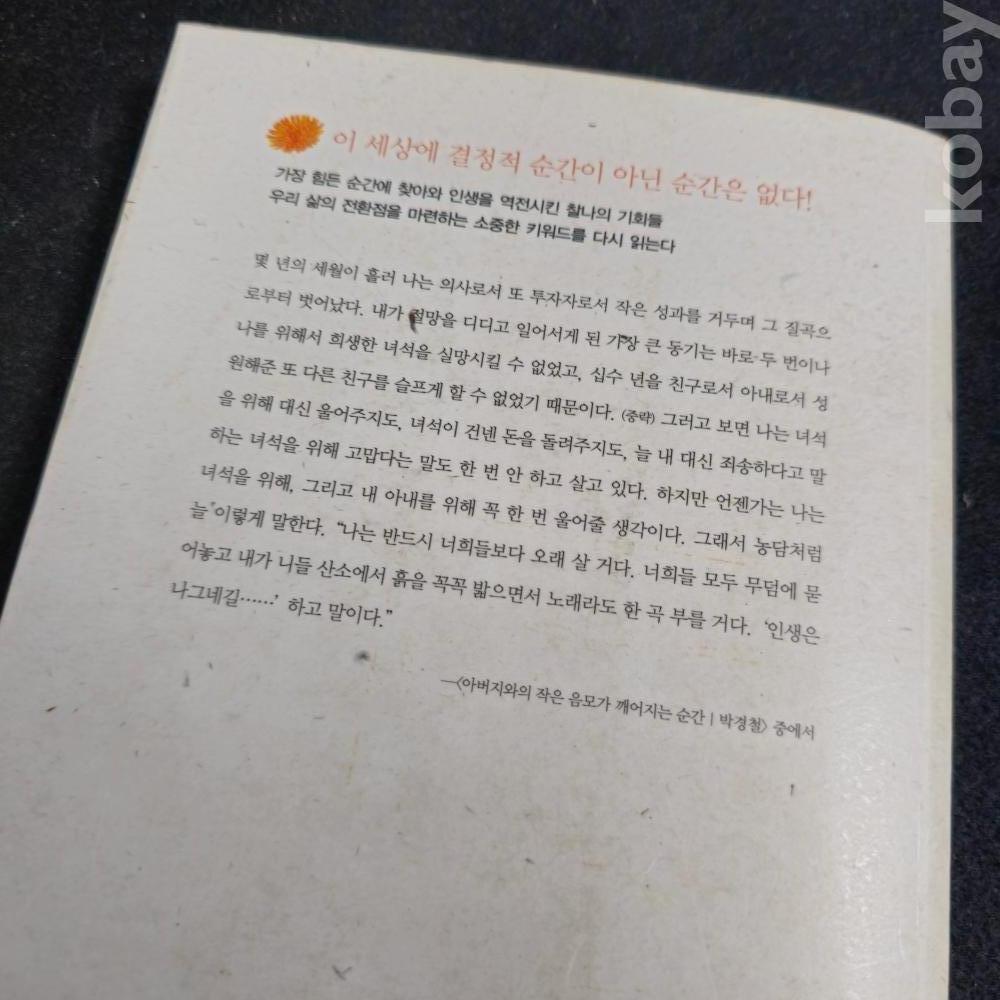 이 세상에 결정적 순간이 아닌 순간은 없다!
가장 힘든 순간에 찾아와 인생을 역전시킨 찰나의 기회들
우리 삶의 전환점을 마련하는 소중한 키워드를 다시 읽는다
몇 년의 세월이 흘러 나는 의사로서 또 투자자로서 작은 성과를 거두며 그 질곡으
로부터 벗어났다. 내가 절망을 디디고 일어서게 된 가장 큰 동기는 바로 두 번이나
나를 위해서 희생한 녀석을 실망시킬 수 없었고, 십수 년을 친구로서 아내로서 성
원해준 또 다른 친구를 슬프게 할 수 없었기 때문이다. (중략) 그러고 보면 나는 녀석
을 위해 대신 울어주지도, 녀석이 건넨 돈을 돌려주지도, 늘 내 대신 죄송하다고 말
하는 녀석을 위해 고맙다는 말도 한 번 안 하고 살고 있다. 하지만 언젠가는 나는
녀석을 위해, 그리고 내 아내를 위해 꼭 한 번 울어줄 생각이다. 그래서 농담처럼
늘 이렇게 말한다. “나는 반드시 너희들보다 오래 살 거다. 너희들 모두 무덤에 묻
어놓고 내가 니들 산소에서 흙을 꼭꼭 밟으면서 노래라도 한 곡 부를 거다. ‘인생은
나그네길……’ 하고 말이다.”
—〈아버지와의 작은 음모가 깨어지는 순간 | 박경철〉 중에서
kobay